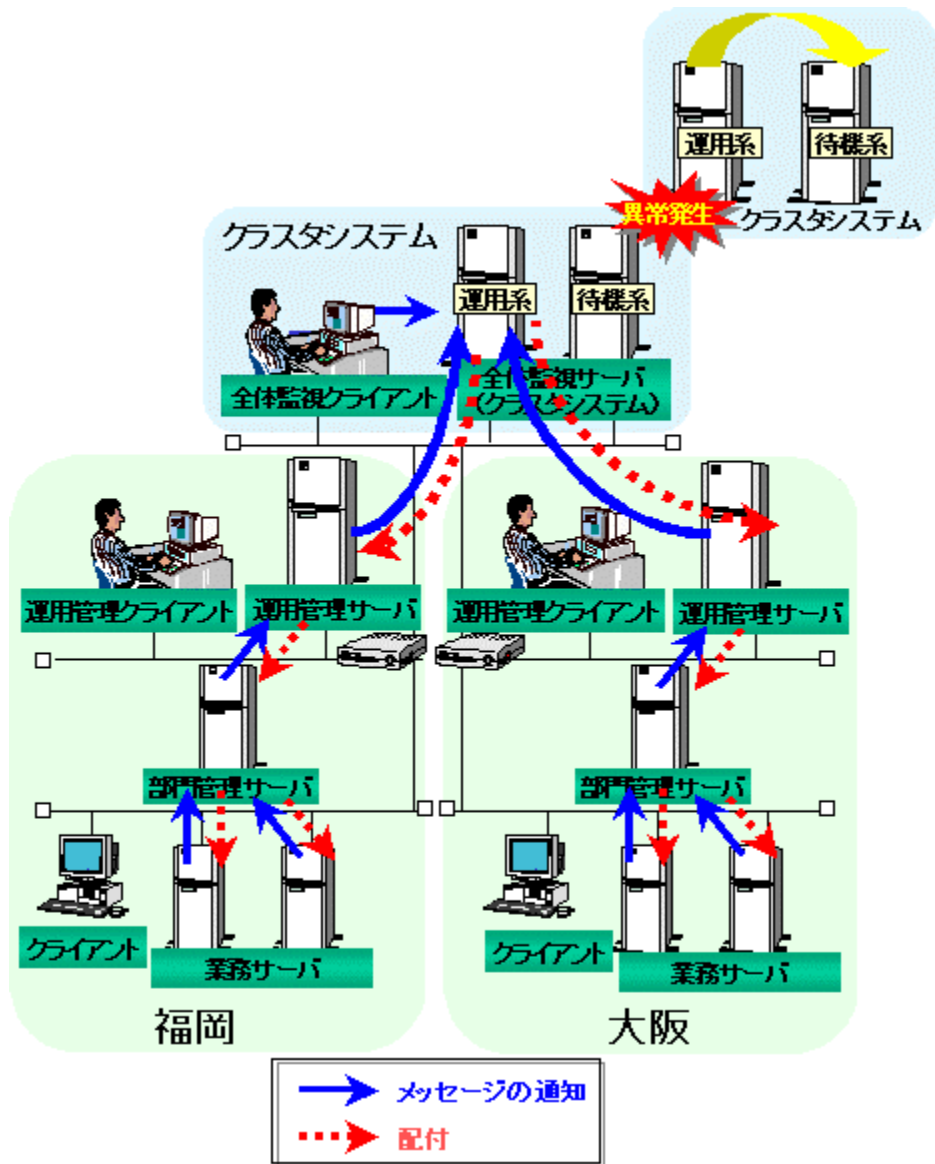 運用系
待機系
異常発生
クラスタシステム
クラスタシステム
運用系
待機系
全体監視クライアント
全体監視サーバ
(クラスタシステム)
運用管理クライアント
運用管理サーバ
運用管理クライアント
運用管理サーバ
部門管理サーバ
部門管理サーバ
クライアント
業務サーバ
クライアント
業務サーバ
福岡
大阪
メッセージの通知
配付